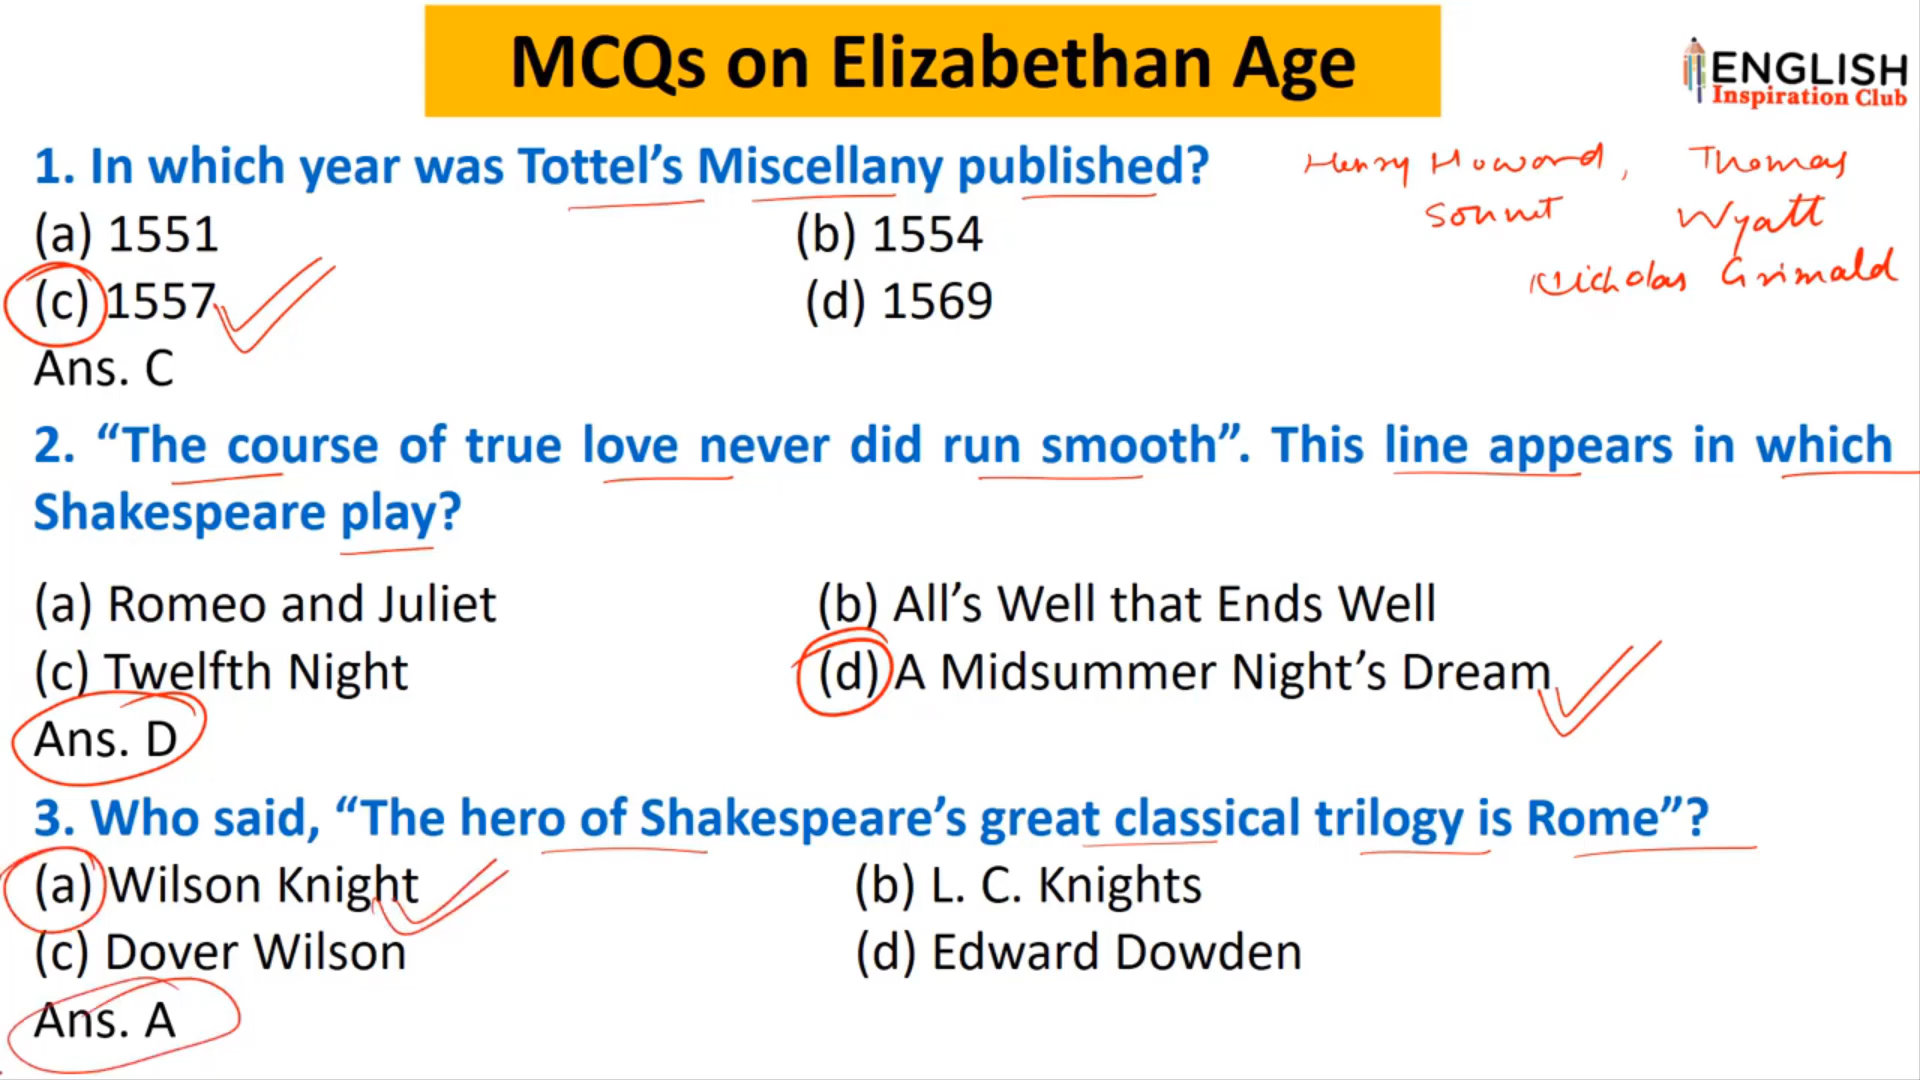 MCQs on Elizabethan Age
ENGLISH
Inspiration Club
1. In which year was Tottel’s Miscellany published?
Henry Howard, Thomas
Sonnet Wyatt
Nicholas Grimald
(a) 1551 (b) 1554
(c) 1557 (d) 1569
Ans. C
2. “The course of true love never did run smooth”. This line appears in which
Shakespeare play?
(a) Romeo and Juliet (b) All’s Well that Ends Well
(c) Twelfth Night (d) A Midsummer Night’s Dream
Ans. D
3. Who said, “The hero of Shakespeare’s great classical trilogy is Rome”?
(a) Wilson Knight (b) L. C. Knights
(c) Dover Wilson (d) Edward Dowden
Ans. A